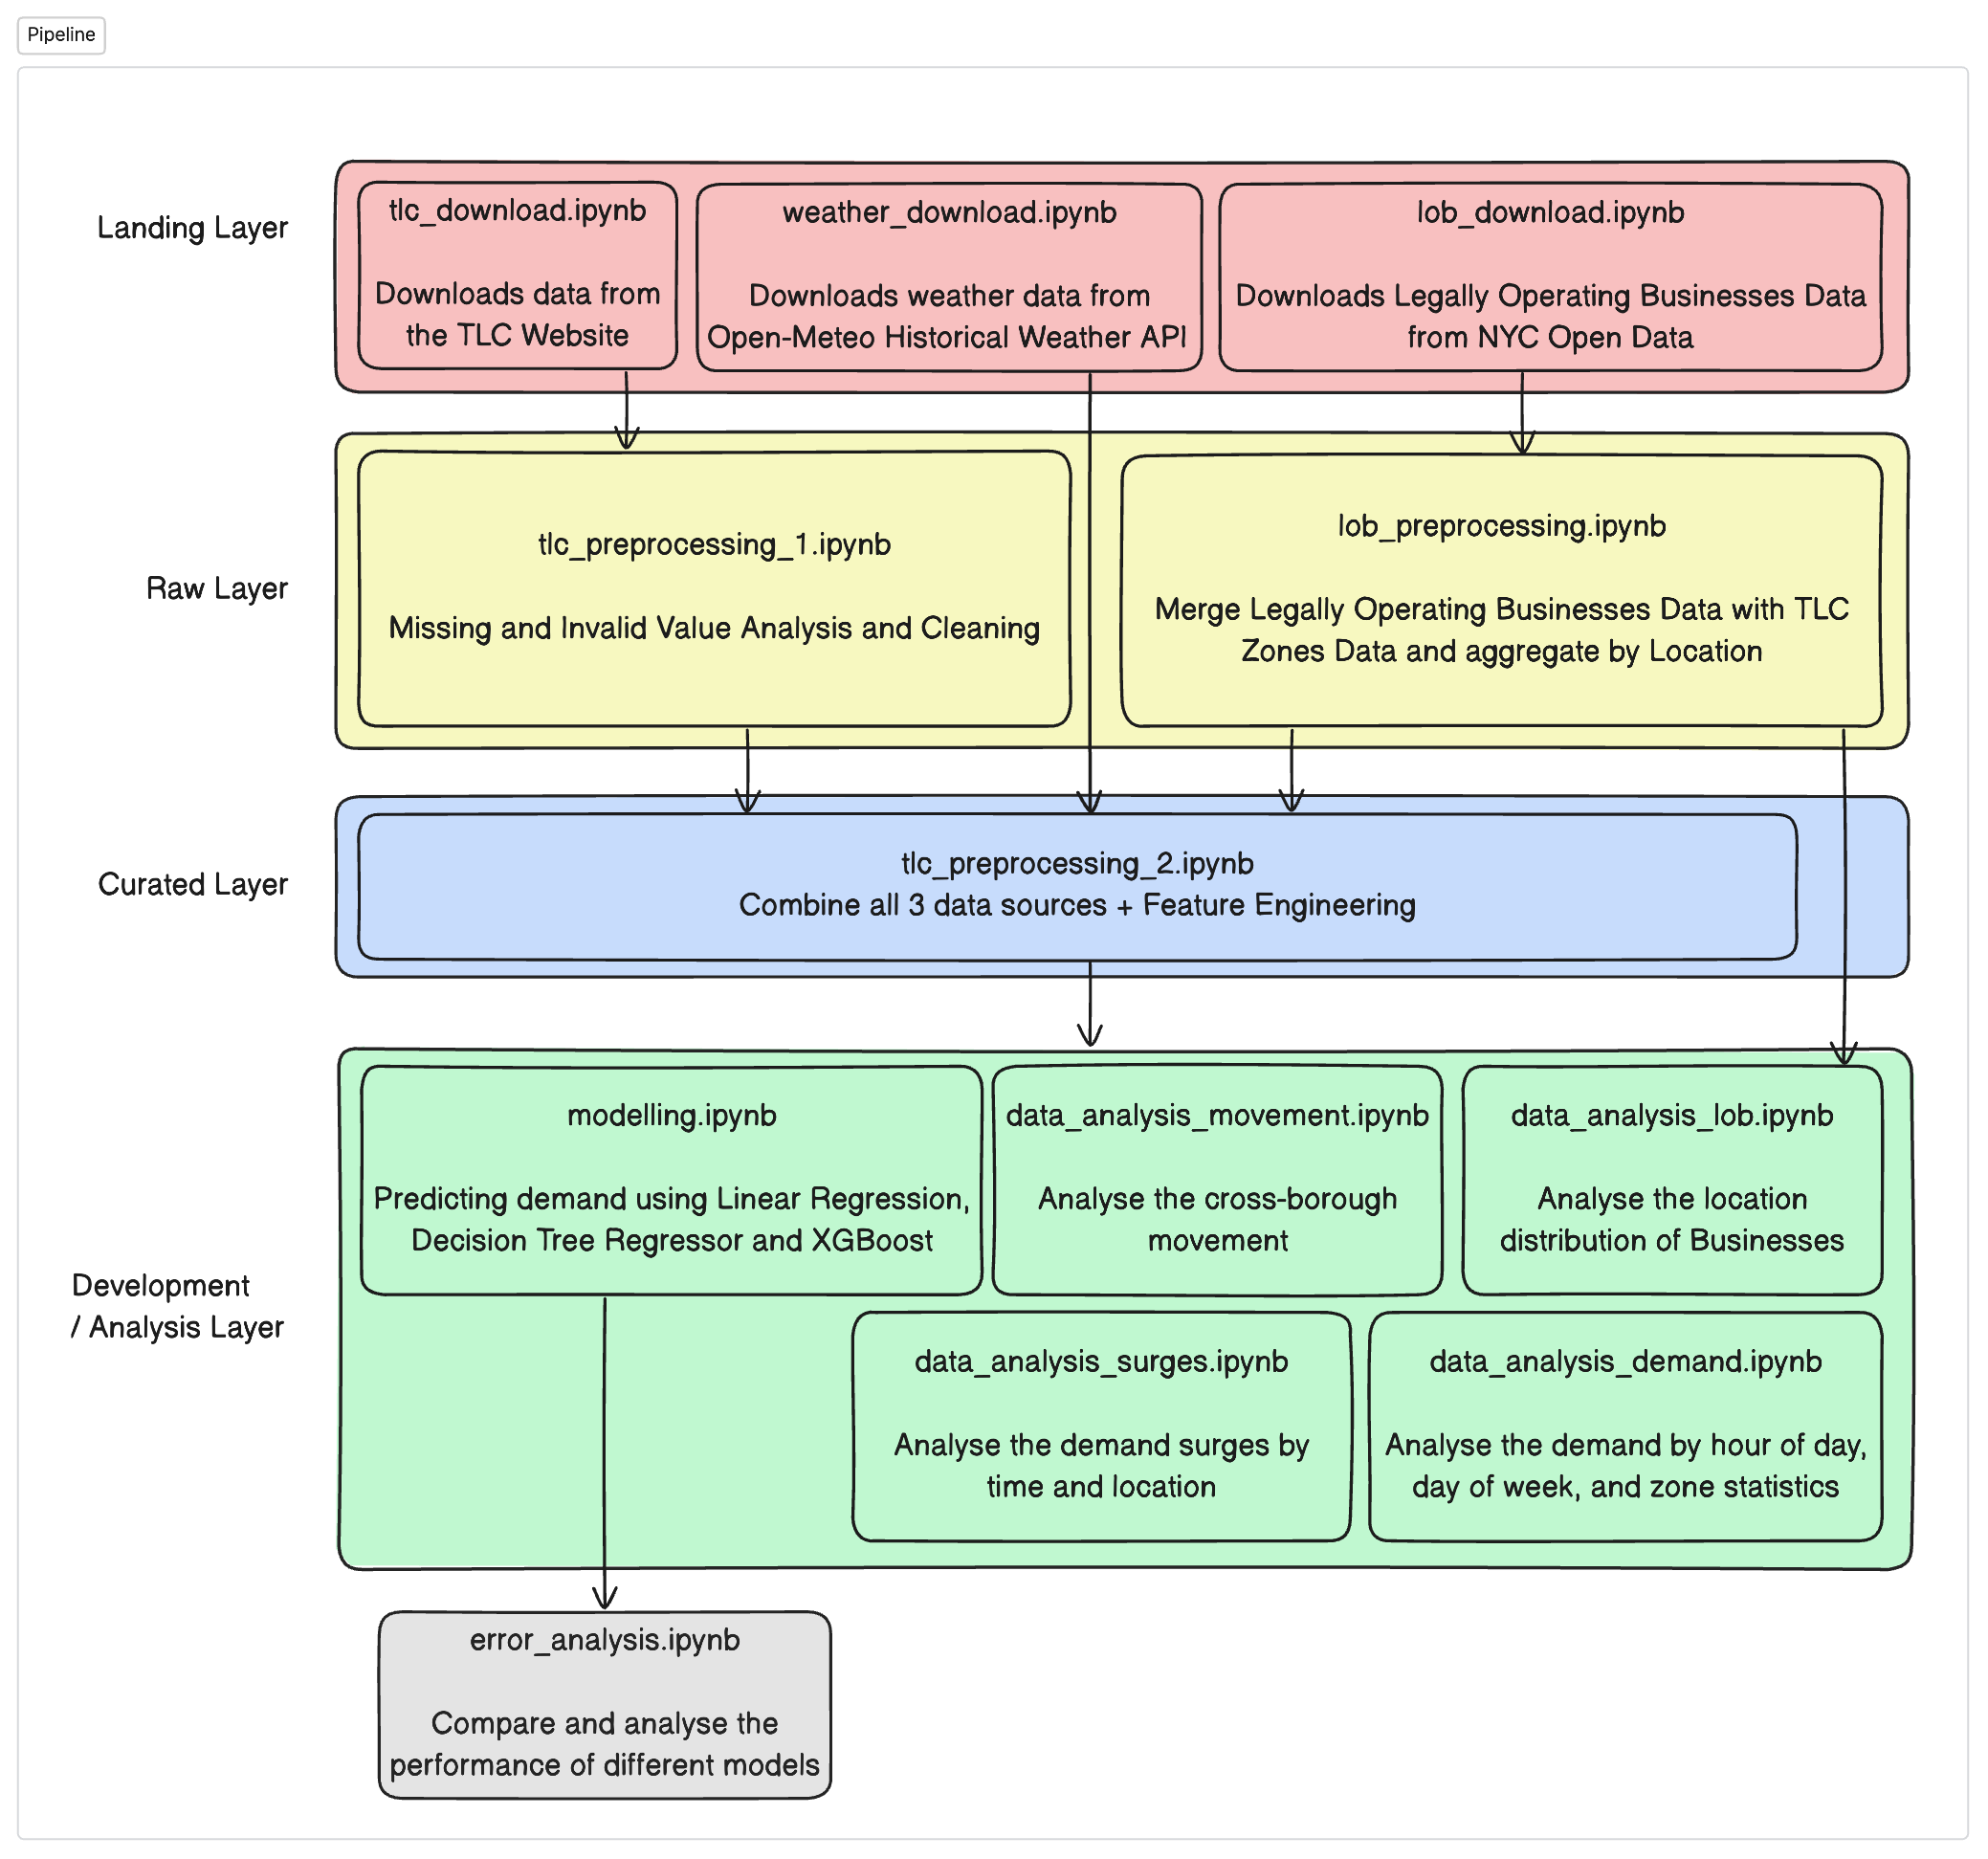 Pipeline
Landing Layer
tlc_download.ipynb
Downloads data from
the TLC Website
weather_download.ipynb
Downloads weather data from
Open-Meteo Historical Weather API
lob_download.ipynb
Downloads Legally Operating Businesses Data
from NYC Open Data
Raw Layer
tlc_preprocessing_1.ipynb
Missing and Invalid Value Analysis and Cleaning
lob_preprocessing.ipynb
Merge Legally Operating Businesses Data with TLC
Zones Data and aggregate by Location
Curated Layer
tlc_preprocessing_2.ipynb
Combine all 3 data sources + Feature Engineering
Development
/ Analysis Layer
modelling.ipynb
Predicting demand using Linear Regression,
Decision Tree Regressor and XGBoost
data_analysis_movement.ipynb
Analyse the cross-borough
movement
data_analysis_lob.ipynb
Analyse the location
distribution of Businesses
data_analysis_surges.ipynb
Analyse the demand surges by
time and location
data_analysis_demand.ipynb
Analyse the demand by hour of day,
day of week, and zone statistics
error_analysis.ipynb
Compare and analyse the
performance of different models